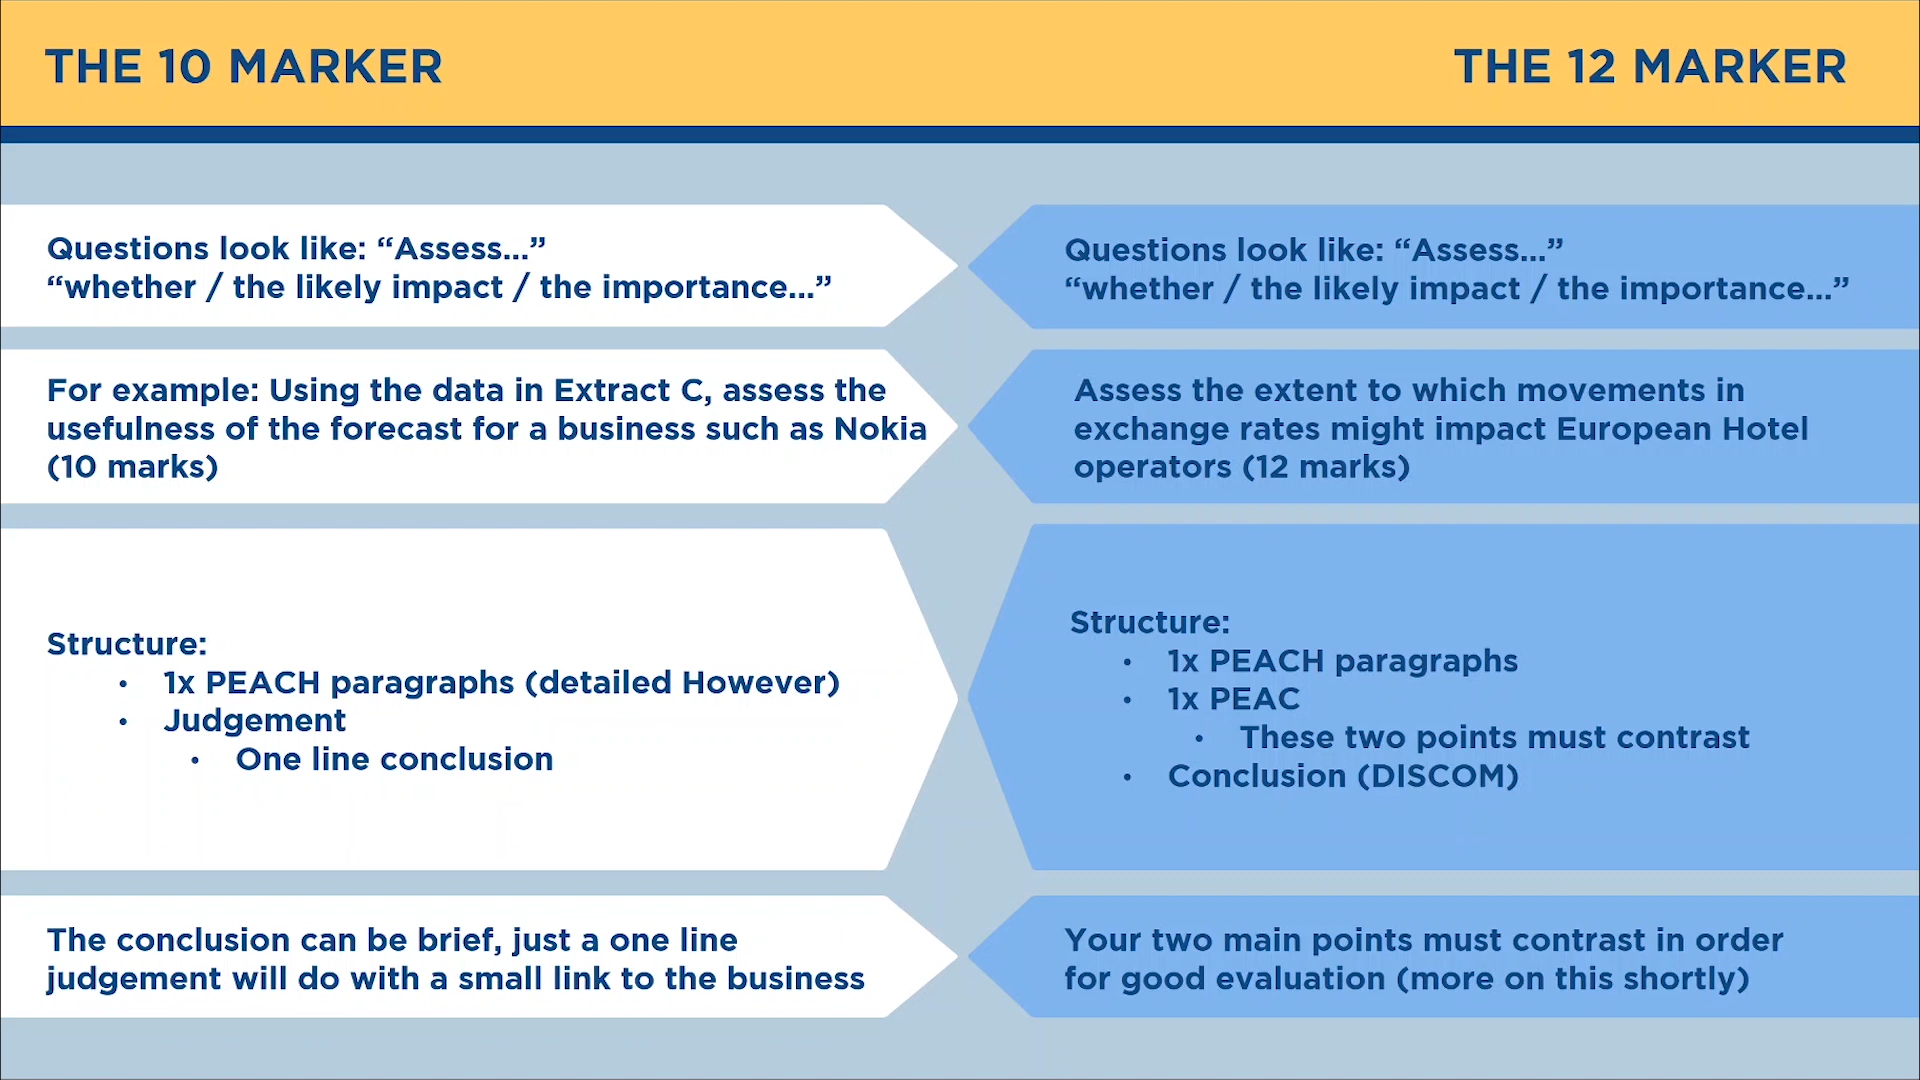 THE 10 MARKER
THE 12 MARKER
Questions look like: “Assess...”
“whether / the likely impact / the importance...”
Questions look like: “Assess...”
“whether / the likely impact / the importance...”
For example: Using the data in Extract C, assess the
usefulness of the forecast for a business such as Nokia
(10 marks)
Assess the extent to which movements in
exchange rates might impact European Hotel
operators (12 marks)
Structure:
• 1x PEACH paragraphs (detailed However)
• Judgement
• One line conclusion
Structure:
• 1x PEACH paragraphs
• 1x PEAC
• These two points must contrast
• Conclusion (DISCOM)
The conclusion can be brief, just a one line
judgement will do with a small link to the business
Your two main points must contrast in order
for good evaluation (more on this shortly)